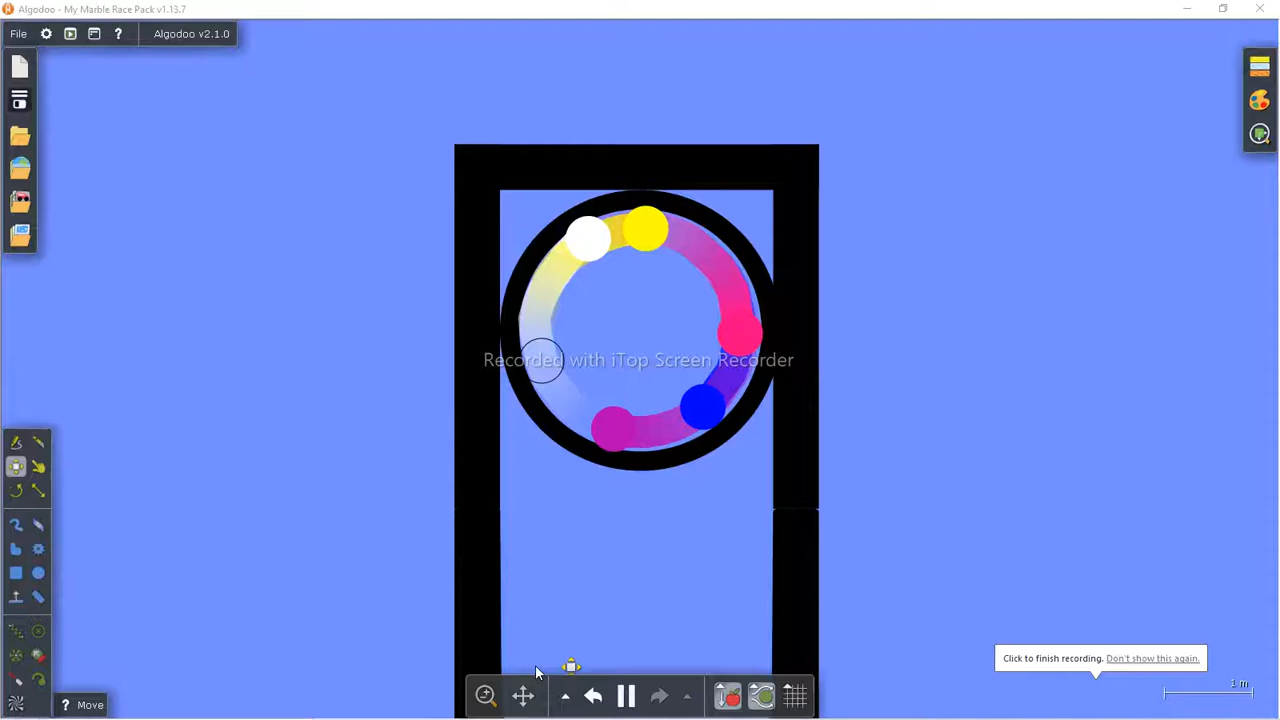 Algodoo - My Marble Race Pack v1.13.7
File ? Algodoo v2.1.0
Recorded with iTop Screen Recorder
Click to finish recording. Don't show this again.
1 m
? Move